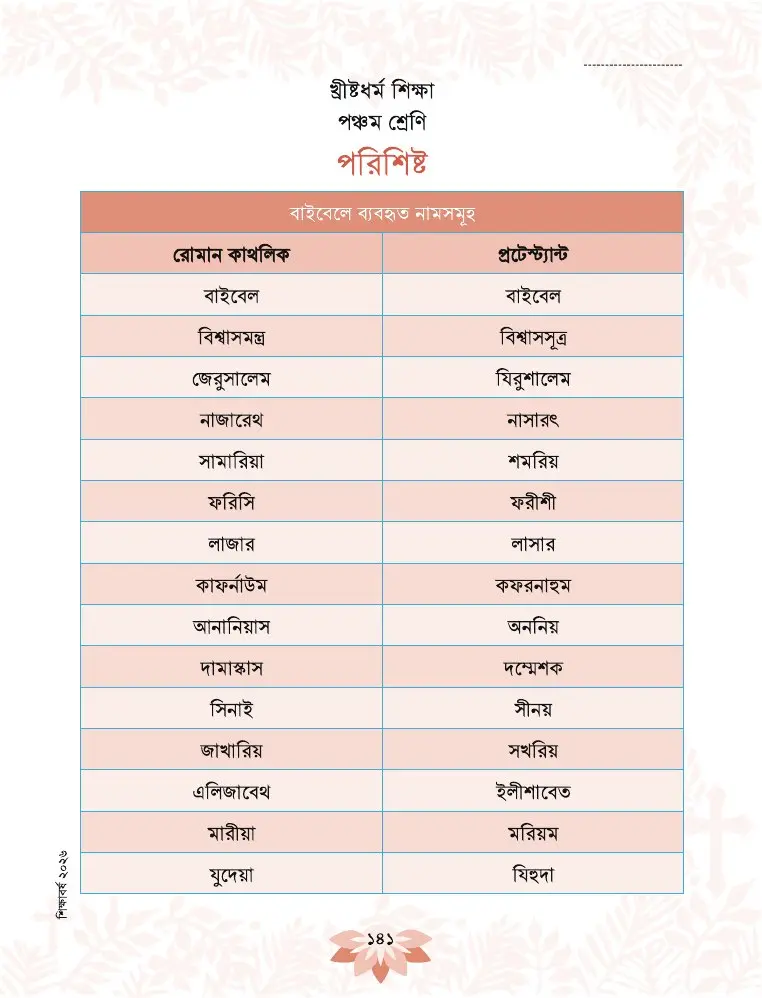 খ্রীষ্টধর্ম শিক্ষা
পঞ্চম শ্রেণি
পরিশিষ্ট
বাইবেলে ব্যবহৃত নামসমূহ
রোমান কাথলিক প্রটেস্ট্যান্ট
বাইবেল বাইবেল
বিশ্বাসমন্ত্র বিশ্বাসসূত্র
জেরুসালেম যিরুশালেম
নাজারেথ নাসারৎ
সামারিয়া শমরিয়
ফরিসি ফরীশী
লাজার লাসার
কাফর্নাউম কফরনাহুম
আনানিয়াস অননিয়
দামাস্কাস দম্মেশক
সিনাই সীনয়
জাখারিয় সখরিয়
এলিজাবেথ ইলীশাবেত
মারীয়া মরিয়ম
যুদেয়া যিহুদা
শিক্ষাবর্ষ ২০২৬
১৪১